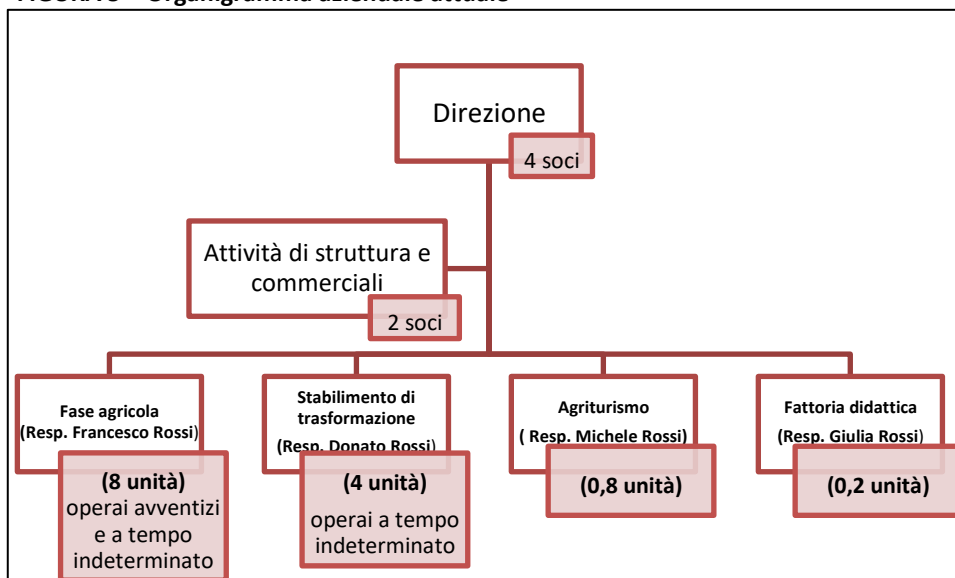 Direzione
4 soci
Attività di struttura e
commerciali
2 soci
Fase agricola
(Resp. Francesco Rossi)
(8 unità)
operai avventizi
e a tempo
indeterminato
Stabilimento di
trasformazione
(Resp. Donato Rossi)
(4 unità)
operai a tempo
indeterminato
Agriturismo
( Resp. Michele Rossi)
(0,8 unità)
Fattoria didattica
(Resp. Giulia Rossi)
(0,2 unità)